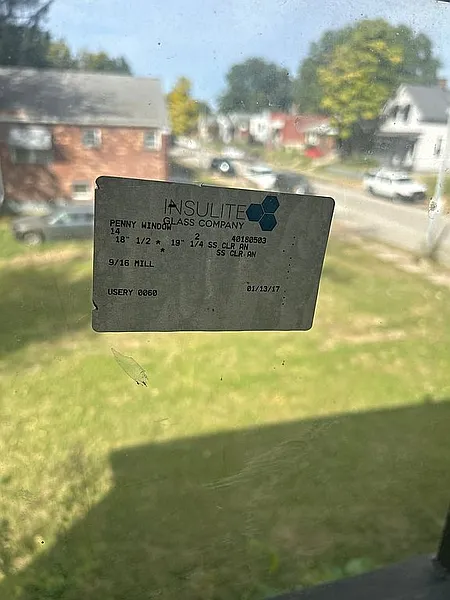 INSULITE
GLASS COMPANY
PENNY WINDOW
14 2 40180503
18" 1/2 * 19" 1/4 SS CLR AN
* SS CLR AN
9/16 MILL
USERY 0060 01/13/17